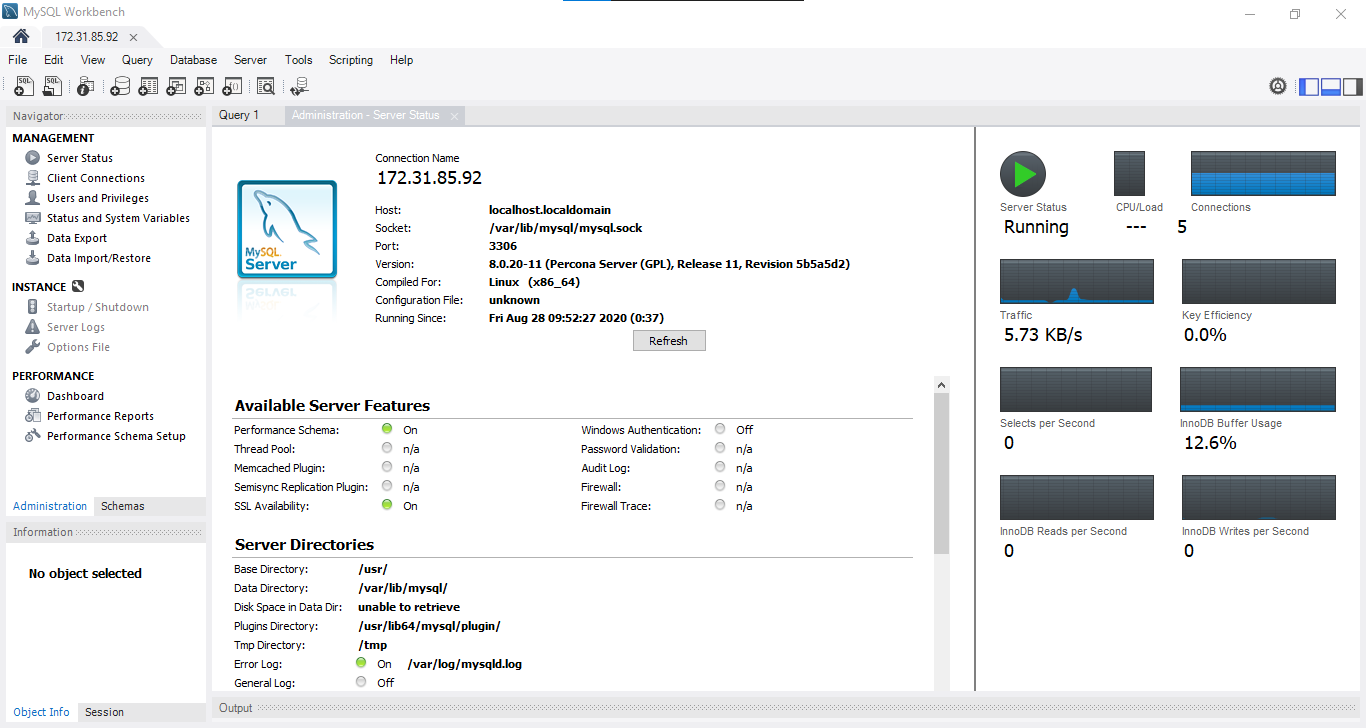 MySQL Workbench
172.31.85.92
File Edit View Query Database Server Tools Scripting Help
Navigator
MANAGEMENT
Server Status
Client Connections
Users and Privileges
Status and System Variables
Data Export
Data Import/Restore
INSTANCE
Startup / Shutdown
Server Logs
Options File
PERFORMANCE
Dashboard
Performance Reports
Performance Schema Setup
Administration Schemas
Information
No object selected
Object Info Session
Query 1 Administration - Server Status
MySQL
Server
Connection Name
172.31.85.92
Host: localhost.localdomain
Socket: /var/lib/mysql/mysql.sock
Port: 3306
Version: 8.0.20-11 (Percona Server (GPL), Release 11, Revision 5b5a5d2)
Compiled For: Linux (x86_64)
Configuration File: unknown
Running Since: Fri Aug 28 09:52:27 2020 (0:37)
Refresh
Available Server Features
Performance Schema: On Windows Authentication: Off
Thread Pool: n/a Password Validation: n/a
Memcached Plugin: n/a Audit Log: n/a
Semisync Replication Plugin: n/a Firewall: n/a
SSL Availability: On Firewall Trace: n/a
Server Directories
Base Directory: /usr/
Data Directory: /var/lib/mysql/
Disk Space in Data Dir: unable to retrieve
Plugins Directory: /usr/lib64/mysql/plugin/
Tmp Directory: /tmp
Error Log: On /var/log/mysqld.log
General Log: Off
Server Status CPU/Load Connections
Running --- 5
Traffic Key Efficiency
5.73 KB/s 0.0%
Selects per Second InnoDB Buffer Usage
0 12.6%
InnoDB Reads per Second InnoDB Writes per Second
0 0
Output